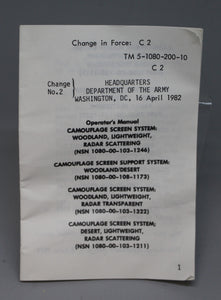 Change in Force: C 2
TM 5-1080-200-10
C 2
Change
No. 2
HEADQUARTERS
DEPARTMENT OF THE ARMY
WASHINGTON, DC, 16 April 1982
Operator's Manual
CAMOUFLAGE SCREEN SYSTEM:
WOODLAND, LIGHTWEIGHT,
RADAR SCATTERING
(NSN 1080-00-103-1246)
CAMOUFLAGE SCREEN SUPPORT SYSTEM:
WOODLAND/DESERT
(NSN 1080-00-108-1173)
CAMOUFLAGE SCREEN SYSTEM:
WOODLAND, LIGHTWEIGHT,
RADAR TRANSPARENT
(NSN 1080-00-103-1322)
CAMOUFLAGE SCREEN SYSTEM:
DESERT, LIGHTWEIGHT,
RADAR SCATTERING
(NSN 1080-00-103-1211)
1